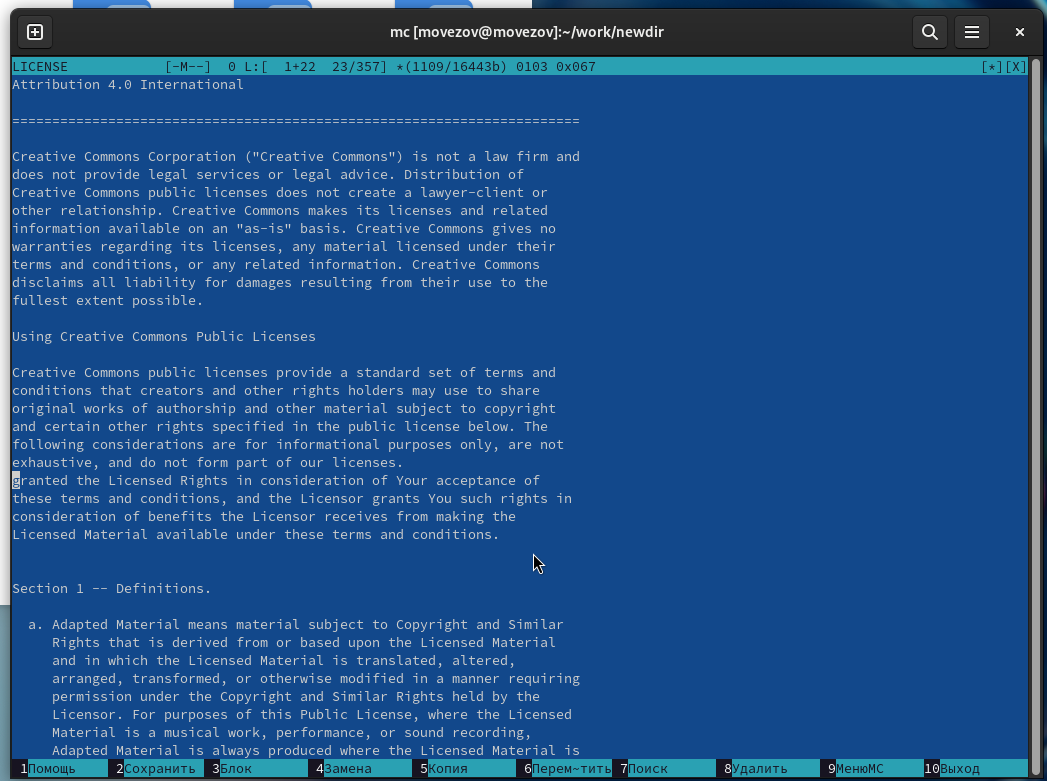 mc [movezov@movezov]:~/work/newdir
LICENSE [-M--] 0 L:[ 1+22 23/357] *(1109/16443b) 0103 0x067 [*][X]
Attribution 4.0 International
=======================================================================
Creative Commons Corporation ("Creative Commons") is not a law firm and
does not provide legal services or legal advice. Distribution of
Creative Commons public licenses does not create a lawyer-client or
other relationship. Creative Commons makes its licenses and related
information available on an "as-is" basis. Creative Commons gives no
warranties regarding its licenses, any material licensed under their
terms and conditions, or any related information. Creative Commons
disclaims all liability for damages resulting from their use to the
fullest extent possible.
Using Creative Commons Public Licenses
Creative Commons public licenses provide a standard set of terms and
conditions that creators and other rights holders may use to share
original works of authorship and other material subject to copyright
and certain other rights specified in the public license below. The
following considerations are for informational purposes only, are not
exhaustive, and do not form part of our licenses.
granted the Licensed Rights in consideration of Your acceptance of
these terms and conditions, and the Licensor grants You such rights in
consideration of benefits the Licensor receives from making the
Licensed Material available under these terms and conditions.
Section 1 -- Definitions.
a. Adapted Material means material subject to Copyright and Similar
Rights that is derived from or based upon the Licensed Material
and in which the Licensed Material is translated, altered,
arranged, transformed, or otherwise modified in a manner requiring
permission under the Copyright and Similar Rights held by the
Licensor. For purposes of this Public License, where the Licensed
Material is a musical work, performance, or sound recording,
Adapted Material is always produced where the Licensed Material is
1Помощь 2Сохранить 3Блок 4Замена 5Копия 6Перем~тить 7Поиск 8Удалить 9МенюMC 10Выход